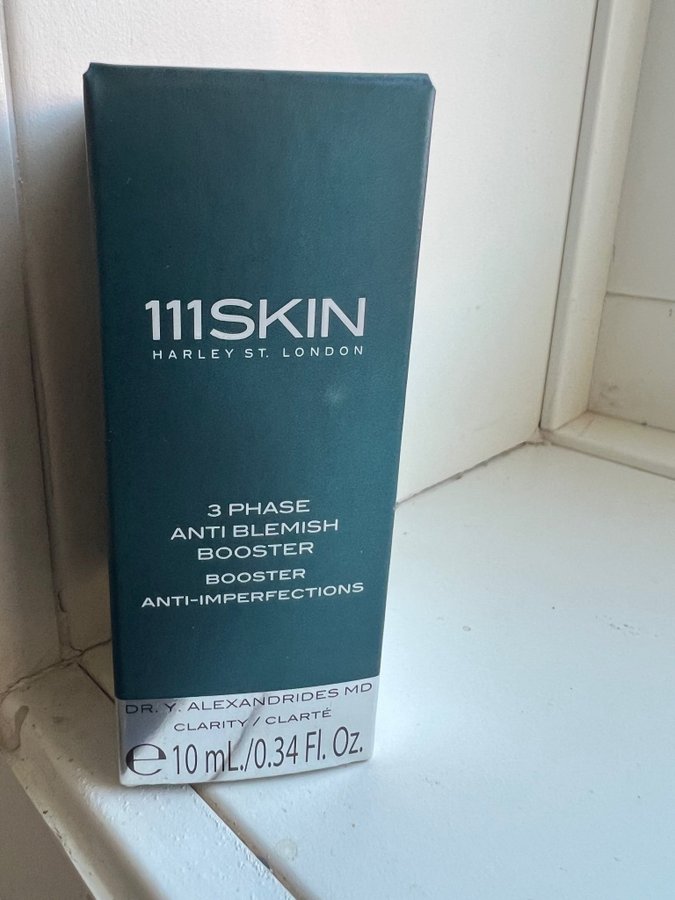 111SKIN
HARLEY ST. LONDON
3 PHASE
ANTI BLEMISH
BOOSTER
BOOSTER
ANTI-IMPERFECTIONS
DR. Y. ALEXANDRIDES MD
CLARITY / CLARTÉ
℮ 10 mL./0.34 Fl. Oz.